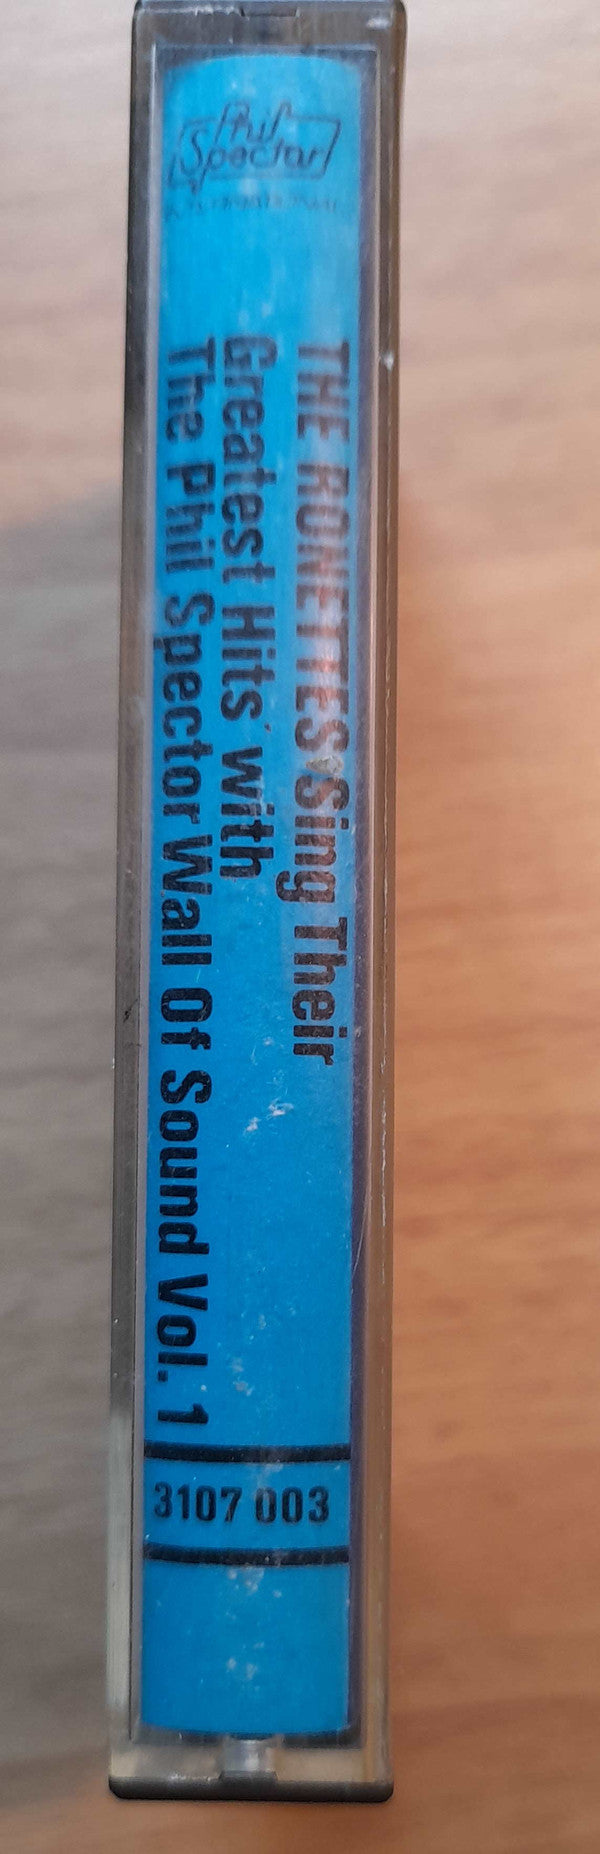 Phil
Spector
INTERNATIONAL
THE RONETTES Sing Their
Greatest Hits with
The Phil Spector Wall Of Sound Vol. 1
3107 003